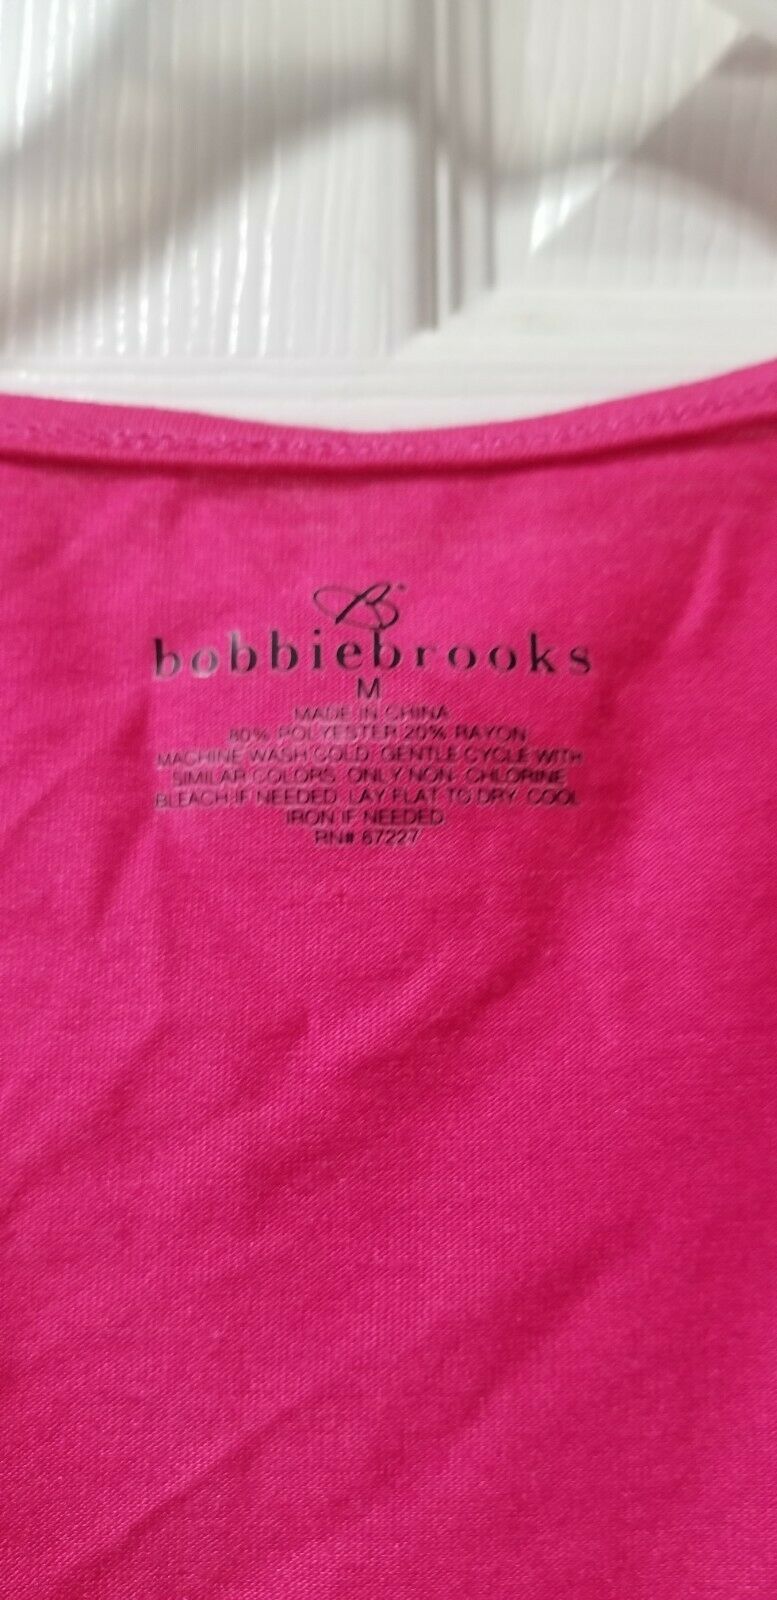 B
bobbiebrooks
M
MADE IN CHINA
80% POLYESTER 20% RAYON
MACHINE WASH COLD, GENTLE CYCLE WITH
SIMILAR COLORS. ONLY NON- CHLORINE
BLEACH IF NEEDED. LAY FLAT TO DRY. COOL
IRON IF NEEDED.
RN# 67227